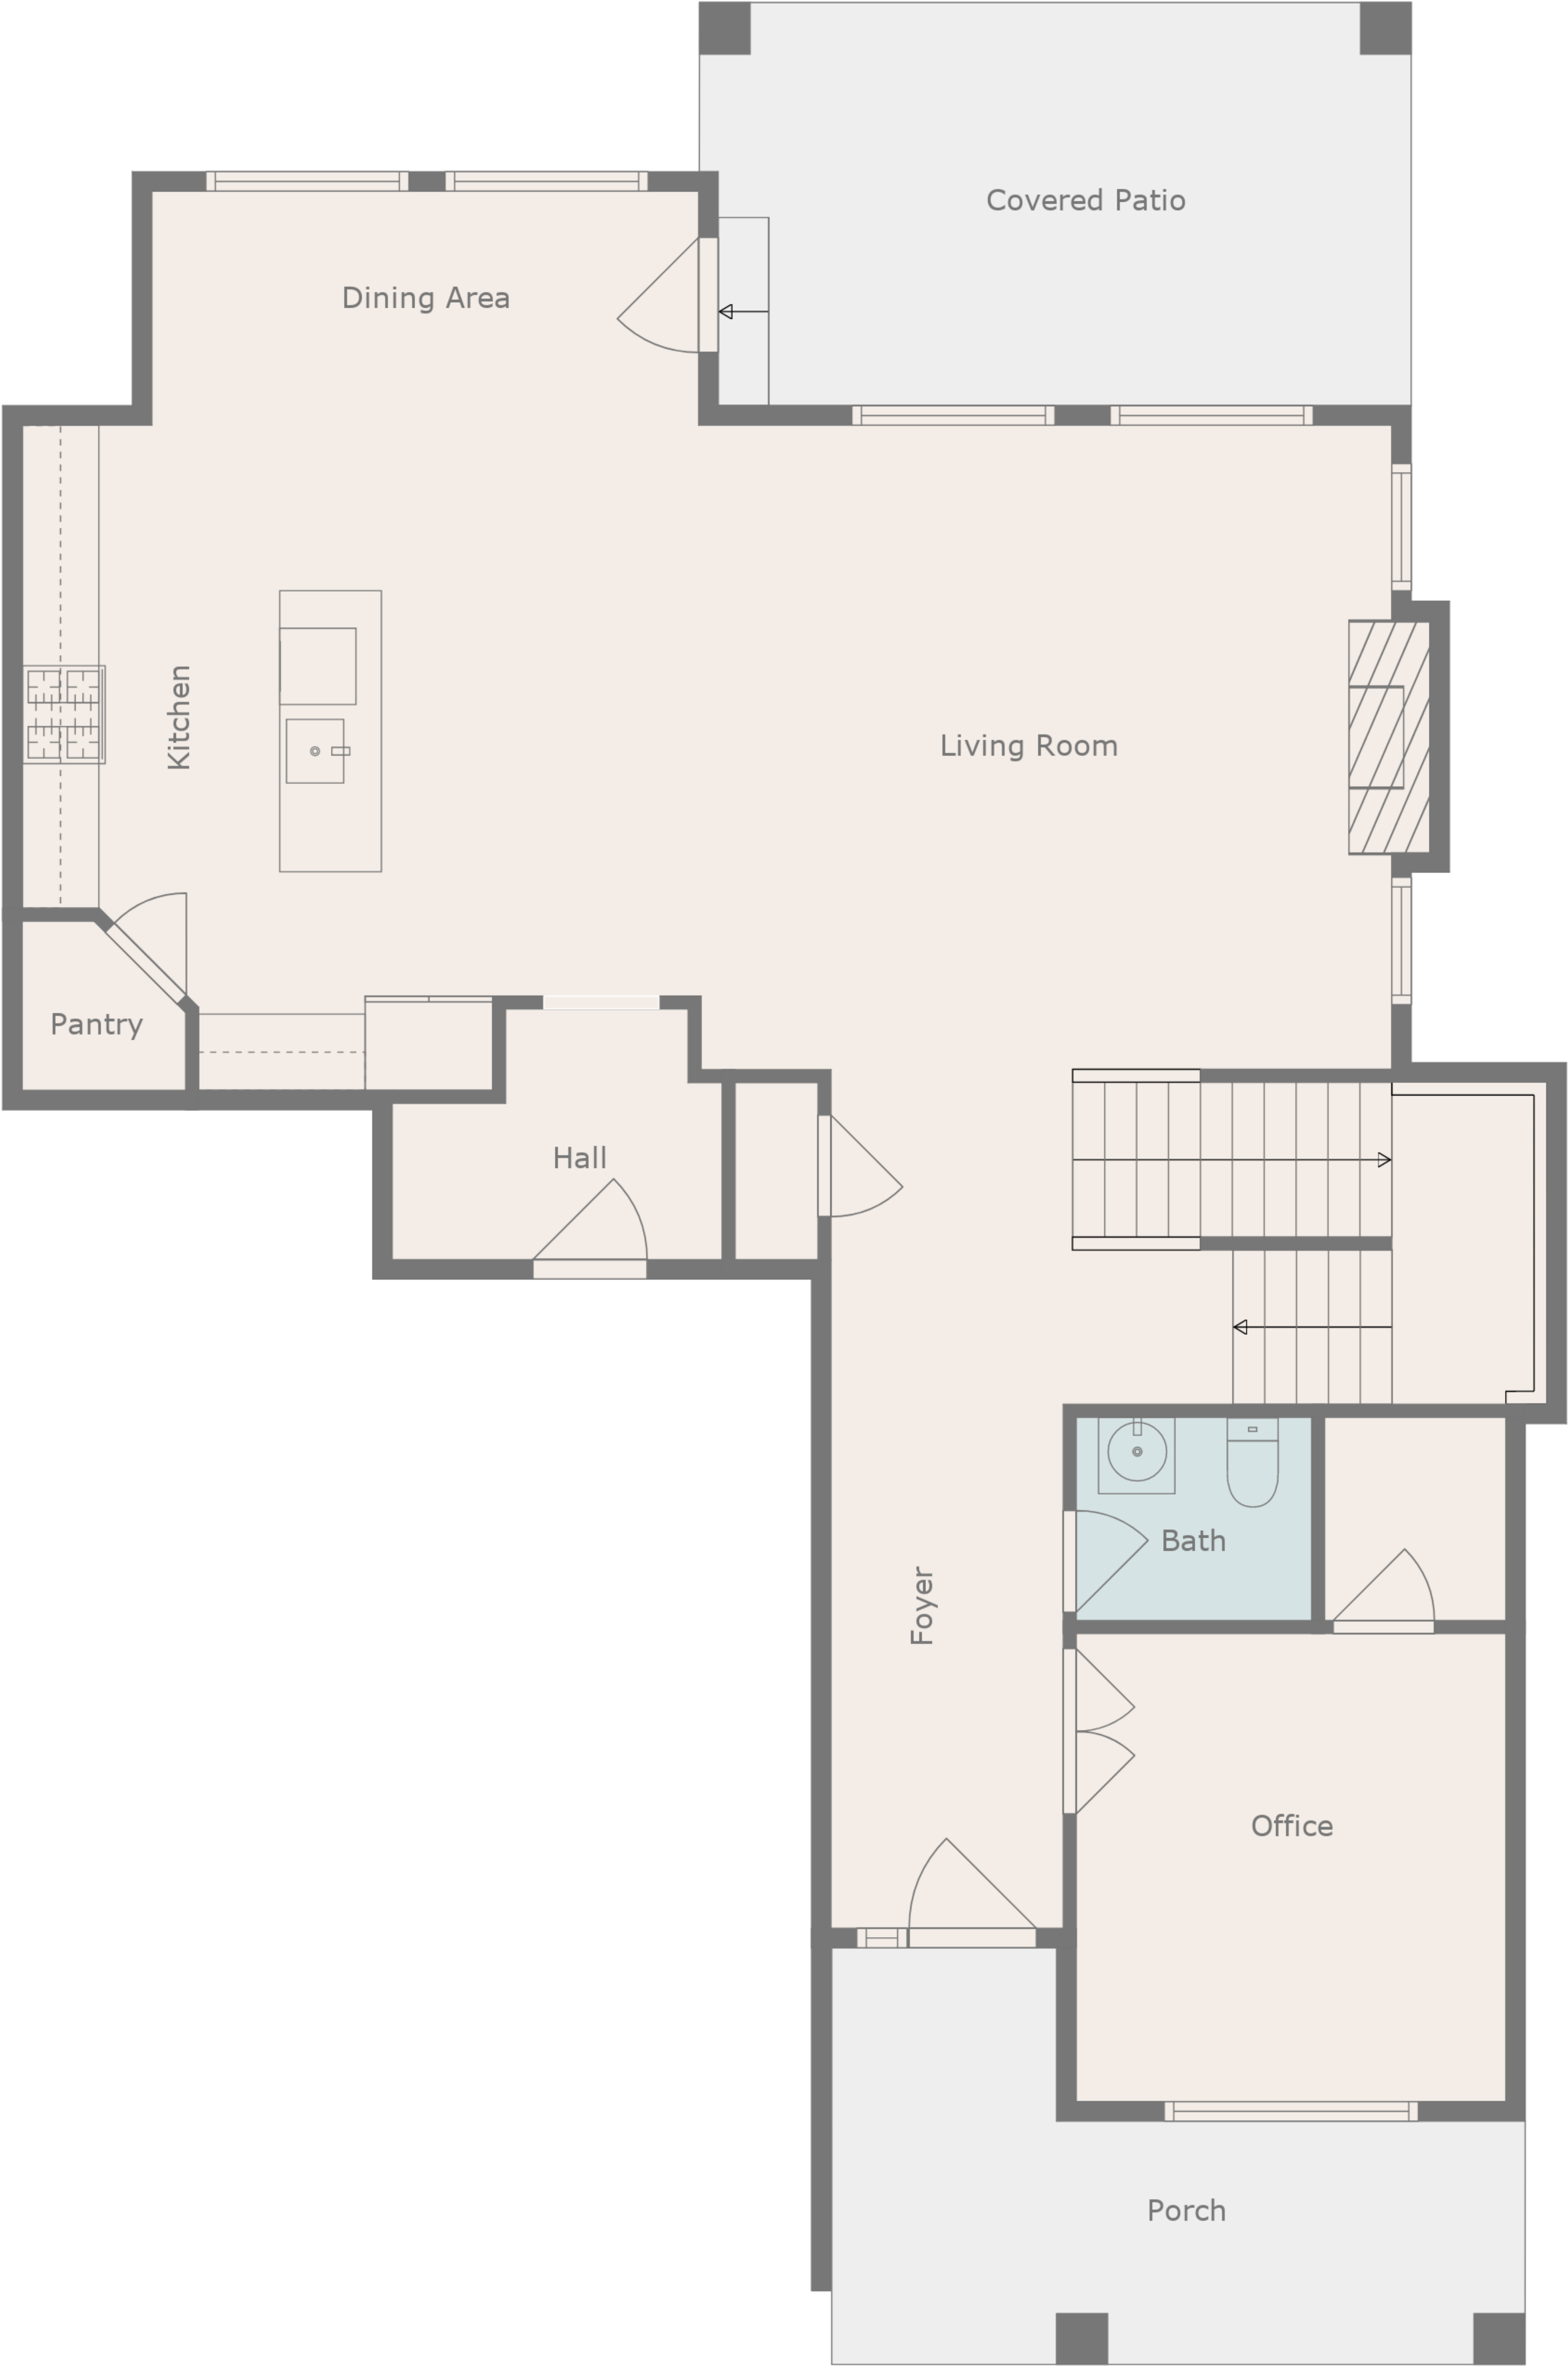 Covered Patio
Dining Area
Kitchen
Living Room
Pantry
Hall
Bath
Foyer
Office
Porch